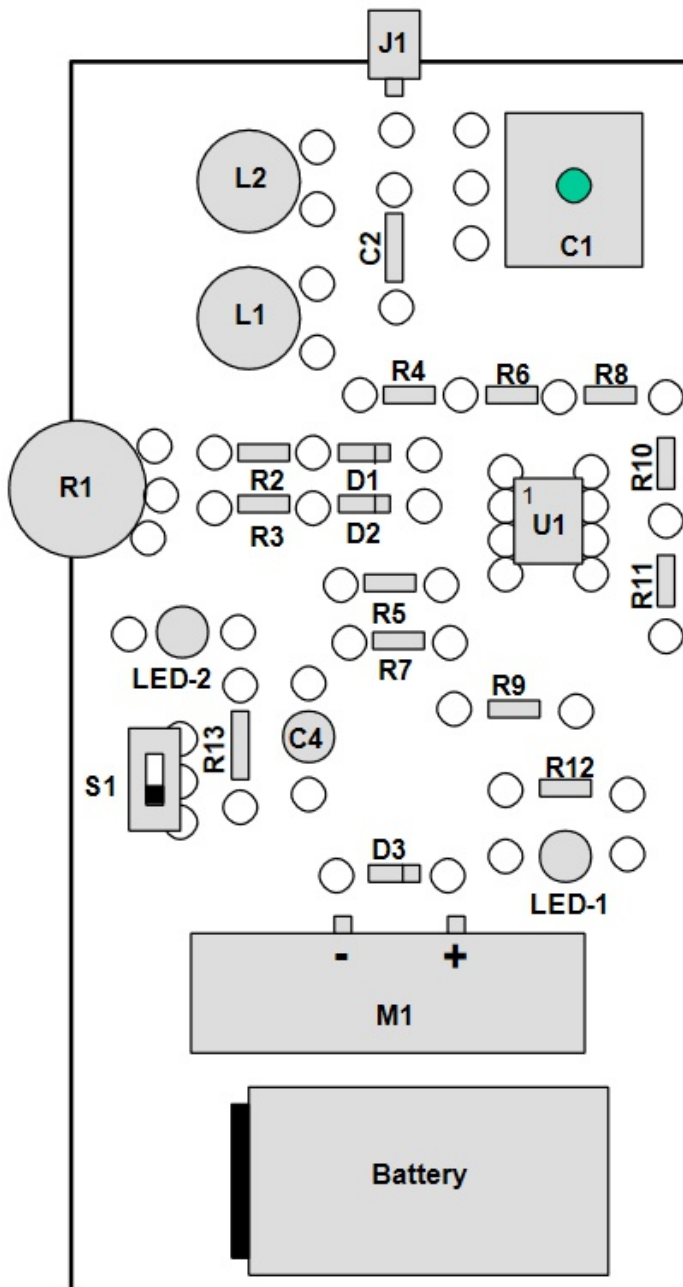 J1
L2
C2
C1
L1
R4
R6
R8
R1
R2
D1
R10
1
U1
R3
D2
R11
R5
R7
LED-2
R9
R13
C4
S1
R12
D3
LED-1
- +
M1
Battery